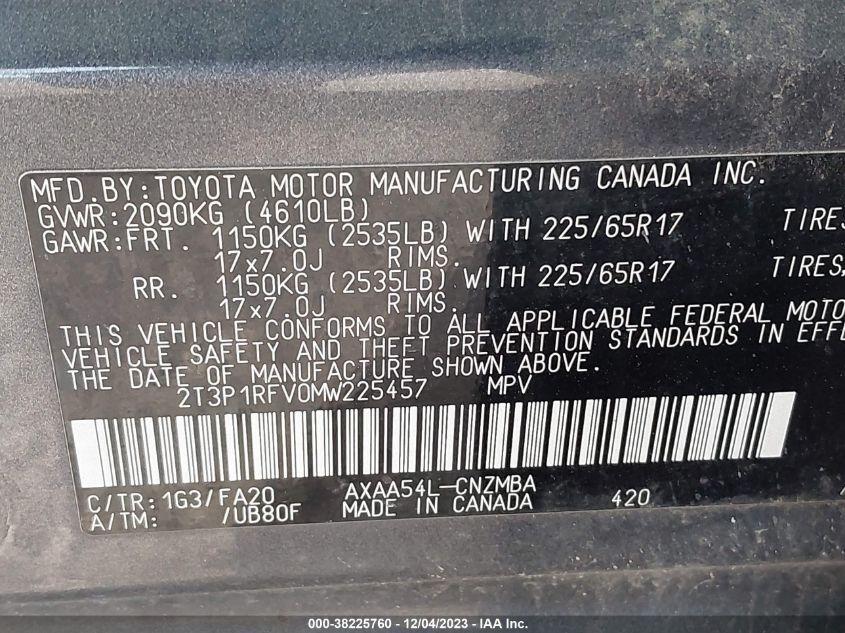 MFD.BY:TOYOTA MOTOR MANUFACTURING CANADA INC.
GVWR:2090KG (4610LB)
GAWR:FRT. 1150KG (2535LB) WITH 225/65R17 TIRES
17x7.0J RIMS.
RR. 1150KG (2535LB) WITH 225/65R17 TIRES,
17x7.0J RIMS.
THIS VEHICLE CONFORMS TO ALL APPLICABLE FEDERAL MOTO
VEHICLE SAFETY AND THEFT PREVENTION STANDARDS IN EFFE
THE DATE OF MANUFACTURE SHOWN ABOVE.
2T3P1RFV0MW225457 MPV
C/TR:1G3/FA20 AXAA54L-CNZMBA
A/TM: /UB80F MADE IN CANADA 420
000-38225760 - 12/04/2023 - IAA Inc.